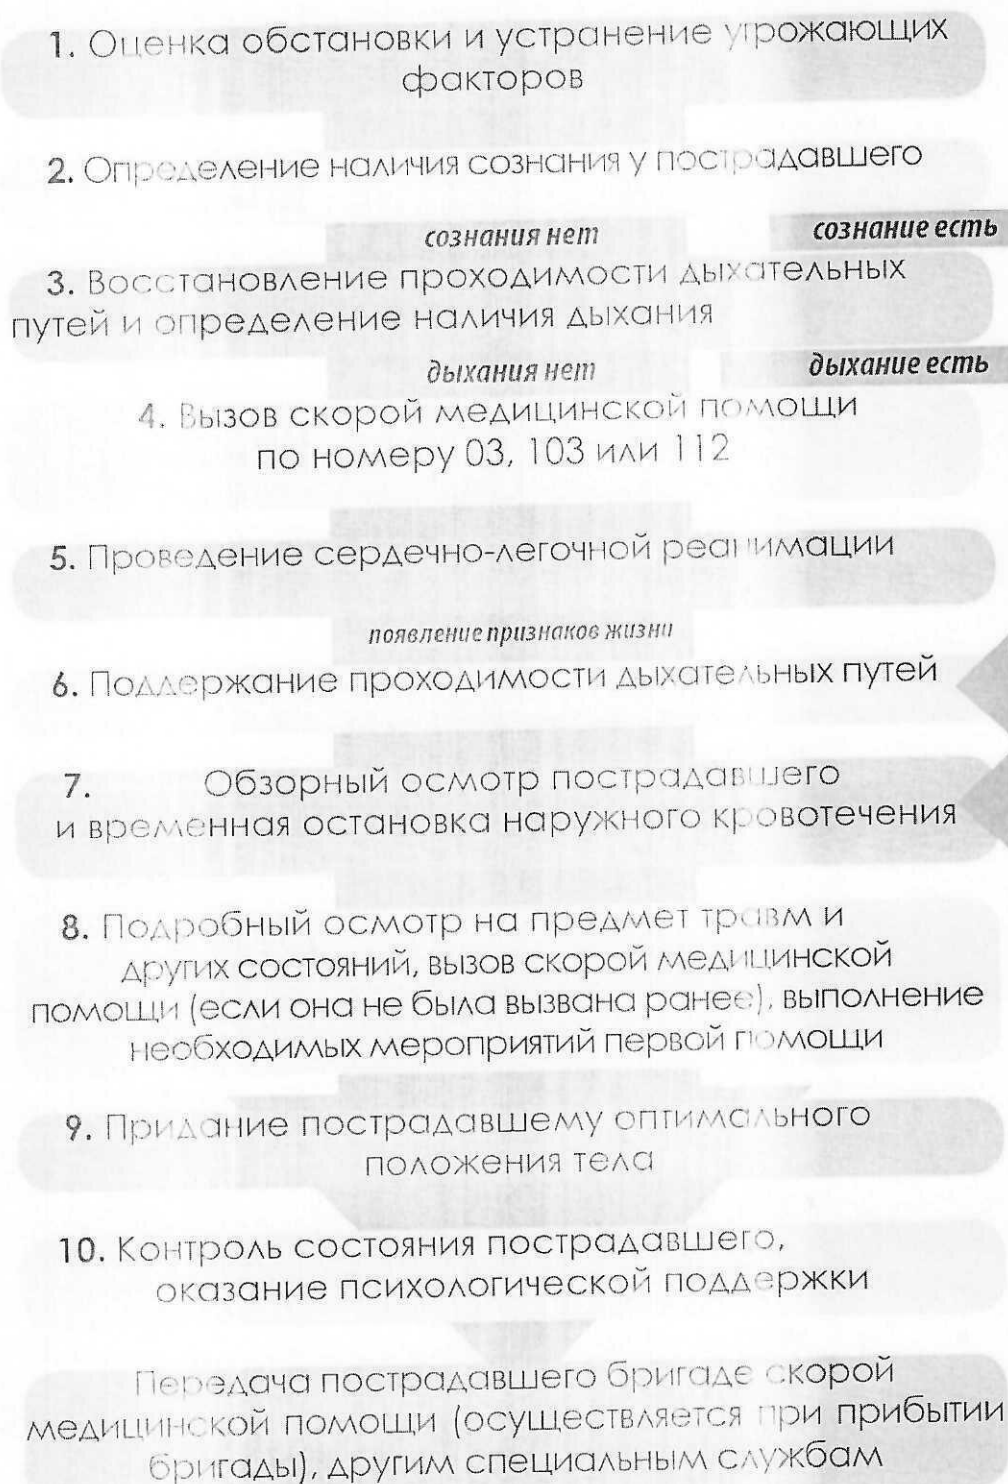 1. Оценка обстановки и устранение угрожающих
факторов
2. Определение наличия сознания у пострадавшего
сознания нет
сознание есть
3. Восстановление проходимости дыхательных
путей и определение наличия дыхания
дыхания нет
дыхание есть
4. Вызов скорой медицинской помощи
по номеру 03, 103 или 112
5. Проведение сердечно-легочной реанимации
появление признаков жизни
6. Поддержание проходимости дыхательных путей
7. Обзорный осмотр пострадавшего
и временная остановка наружного кровотечения
8. Подробный осмотр на предмет травм и
других состояний, вызов скорой медицинской
помощи (если она не была вызвана ранее), выполнение
необходимых мероприятий первой помощи
9. Придание пострадавшему оптимального
положения тела
10. Контроль состояния пострадавшего,
оказание психологической поддержки
Передача пострадавшего бригаде скорой
медицинской помощи (осуществляется при прибытии
бригады), другим специальным службам